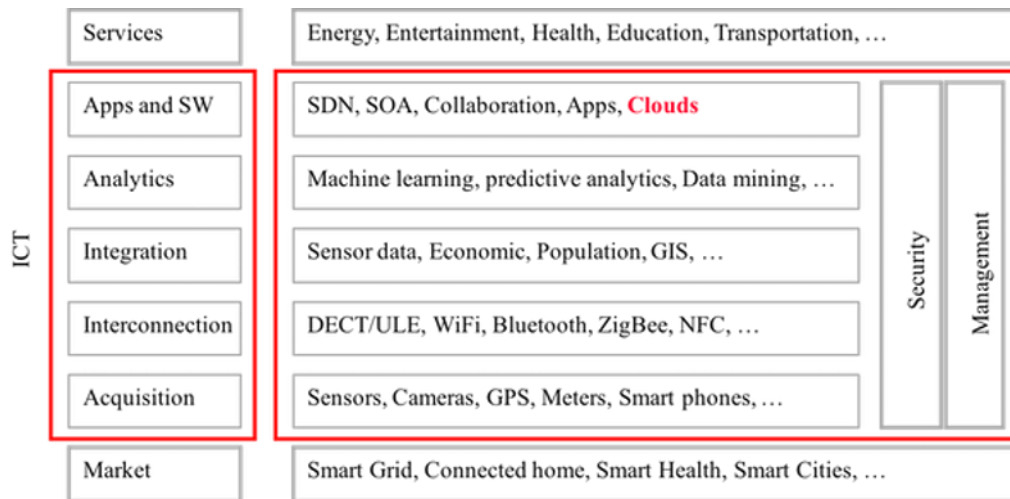 Services
Energy, Entertainment, Health, Education, Transportation, …
Apps and SW
SDN, SOA, Collaboration, Apps, Clouds
Analytics
Machine learning, predictive analytics, Data mining, …
Integration
Sensor data, Economic, Population, GIS, …
Interconnection
DECT/ULE, WiFi, Bluetooth, ZigBee, NFC, …
Acquisition
Sensors, Cameras, GPS, Meters, Smart phones, …
Market
Smart Grid, Connected home, Smart Health, Smart Cities, …
ICT
Security
Management